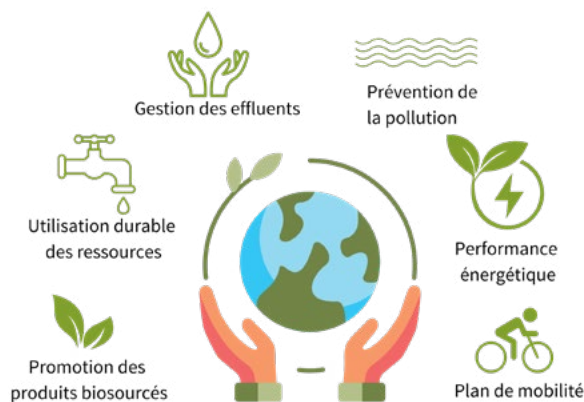 Gestion des effluents
Prévention de
la pollution
Utilisation durable
des ressources
Performance
énergétique
Promotion des
produits biosourcés
Plan de mobilité